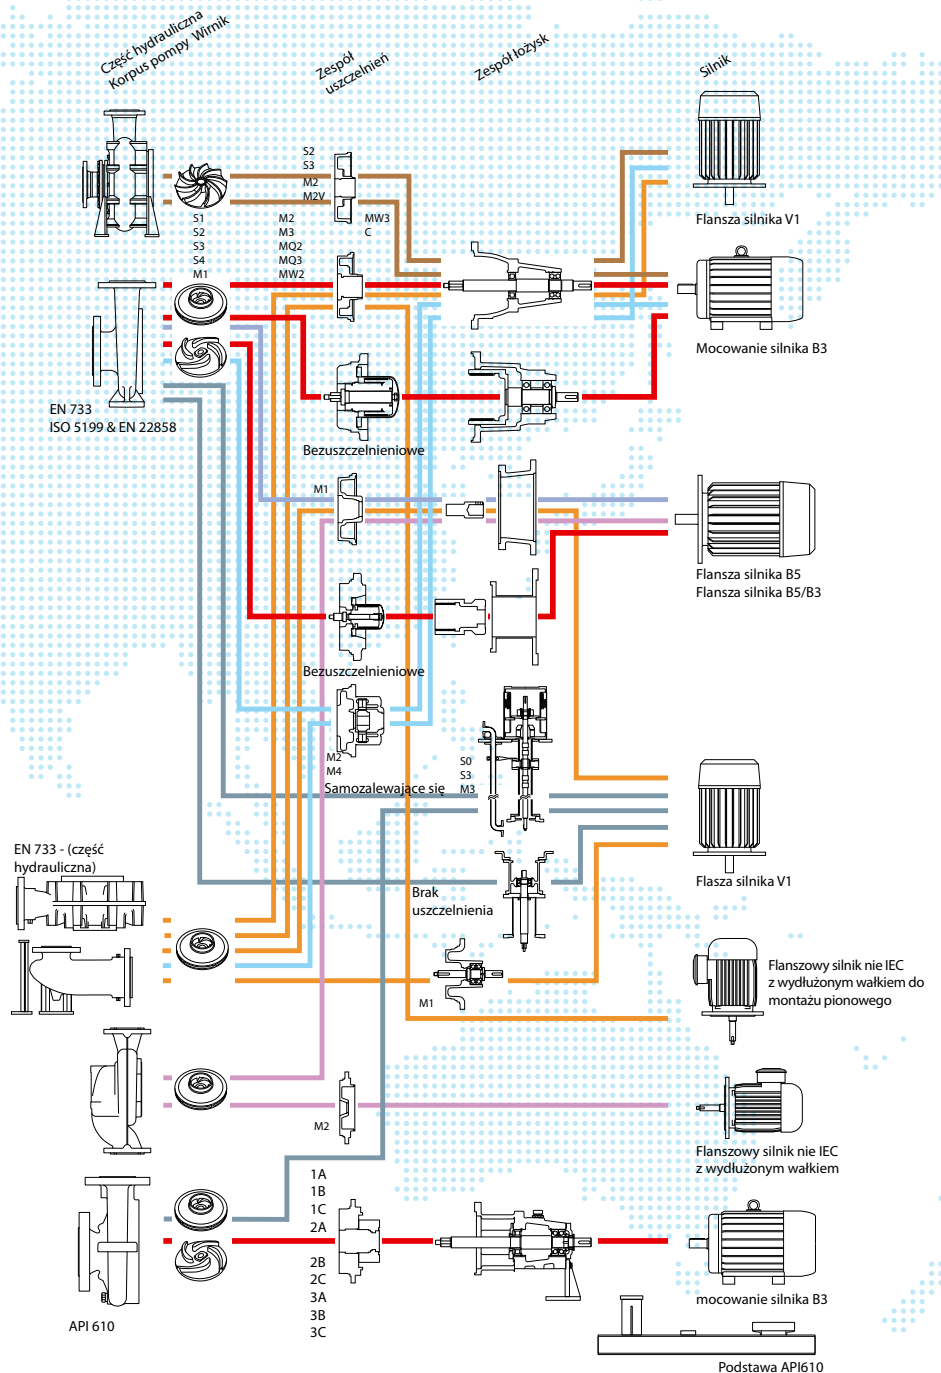 Część hydrauliczna
Korpus pompy Wirnik
Zespół
uszczelnień
Zespół łożysk
Silnik
S2
S3
M2
M2V
Flansza silnika V1
S1
S2
S3
S4
M1
M2
M3
MQ2
MQ3
MW2
MW3
C
Mocowanie silnika B3
EN 733
ISO 5199 & EN 22858
Bezuszczelnieniowe
M1
Flansza silnika B5
Flansza silnika B5/B3
Bezuszczelnieniowe
M2
M4
Samozalewające się
S0
S3
M3
EN 733 - (część
hydrauliczna)
Brak
uszczelnienia
Flasza silnika V1
M1
Flanszowy silnik nie IEC
z wydłużonym wałkiem do
montażu pionowego
M2
Flanszowy silnik nie IEC
z wydłużonym wałkiem
1A
1B
1C
2A
2B
2C
3A
3B
3C
API 610
mocowanie silnika B3
Podstawa API610